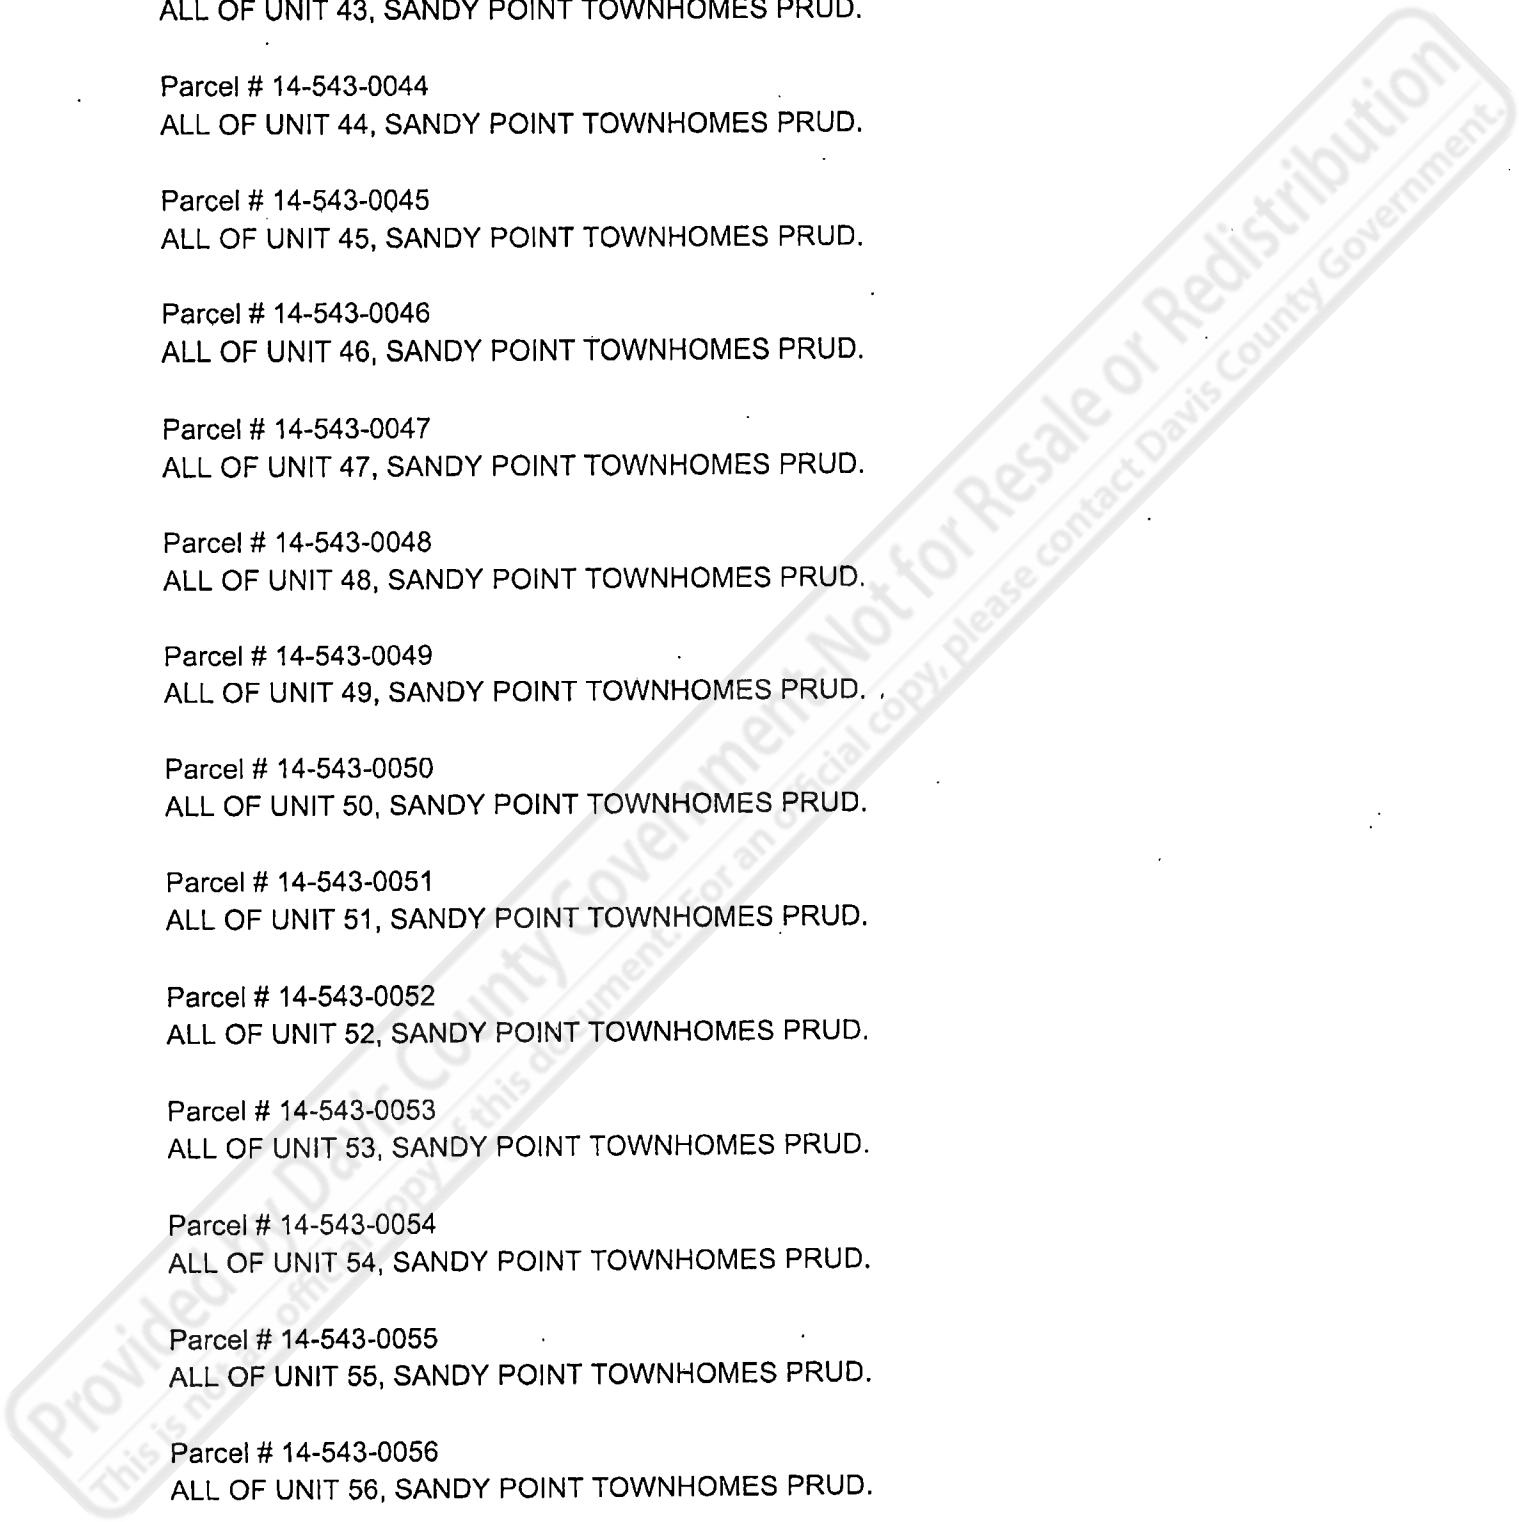 ALL OF UNIT 43, SANDY POINT TOWNHOMES PRUD.
Parcel # 14-543-0044
ALL OF UNIT 44, SANDY POINT TOWNHOMES PRUD.
Parcel # 14-543-0045
ALL OF UNIT 45, SANDY POINT TOWNHOMES PRUD.
Parcel # 14-543-0046
ALL OF UNIT 46, SANDY POINT TOWNHOMES PRUD.
Parcel # 14-543-0047
ALL OF UNIT 47, SANDY POINT TOWNHOMES PRUD.
Parcel # 14-543-0048
ALL OF UNIT 48, SANDY POINT TOWNHOMES PRUD.
Parcel # 14-543-0049
ALL OF UNIT 49, SANDY POINT TOWNHOMES PRUD.
Parcel # 14-543-0050
ALL OF UNIT 50, SANDY POINT TOWNHOMES PRUD.
Parcel # 14-543-0051
ALL OF UNIT 51, SANDY POINT TOWNHOMES PRUD.
Parcel # 14-543-0052
ALL OF UNIT 52, SANDY POINT TOWNHOMES PRUD.
Parcel # 14-543-0053
ALL OF UNIT 53, SANDY POINT TOWNHOMES PRUD.
Parcel # 14-543-0054
ALL OF UNIT 54, SANDY POINT TOWNHOMES PRUD.
Parcel # 14-543-0055
ALL OF UNIT 55, SANDY POINT TOWNHOMES PRUD.
Parcel # 14-543-0056
ALL OF UNIT 56, SANDY POINT TOWNHOMES PRUD.
Provided by Davis County Government-Not for Resale or Redistribution
This is not an official copy of this document. For an official copy, please contact Davis County Government.